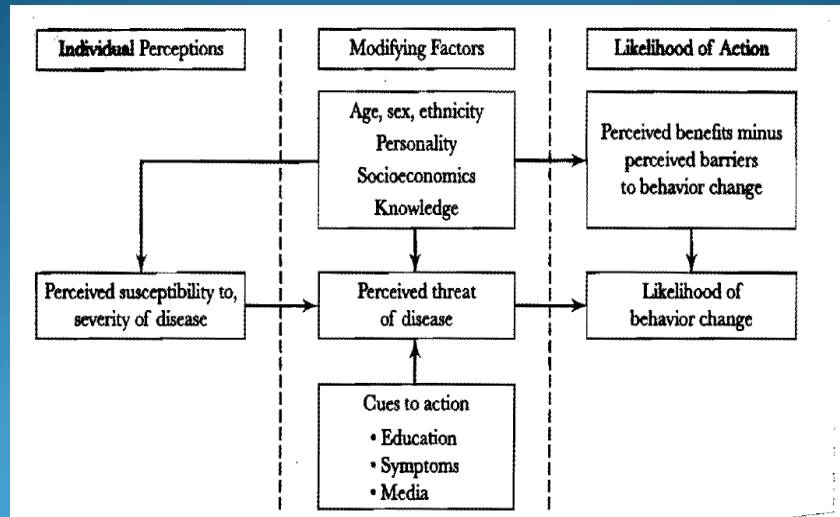 Individual Perceptions
Modifying Factors
Likelihood of Action
Age, sex, ethnicity
Personality
Socioeconomics
Knowledge
Perceived benefits minus
perceived barriers
to behavior change
Perceived susceptibility to,
severity of disease
Perceived threat
of disease
Likelihood of
behavior change
Cues to action
• Education
• Symptoms
• Media